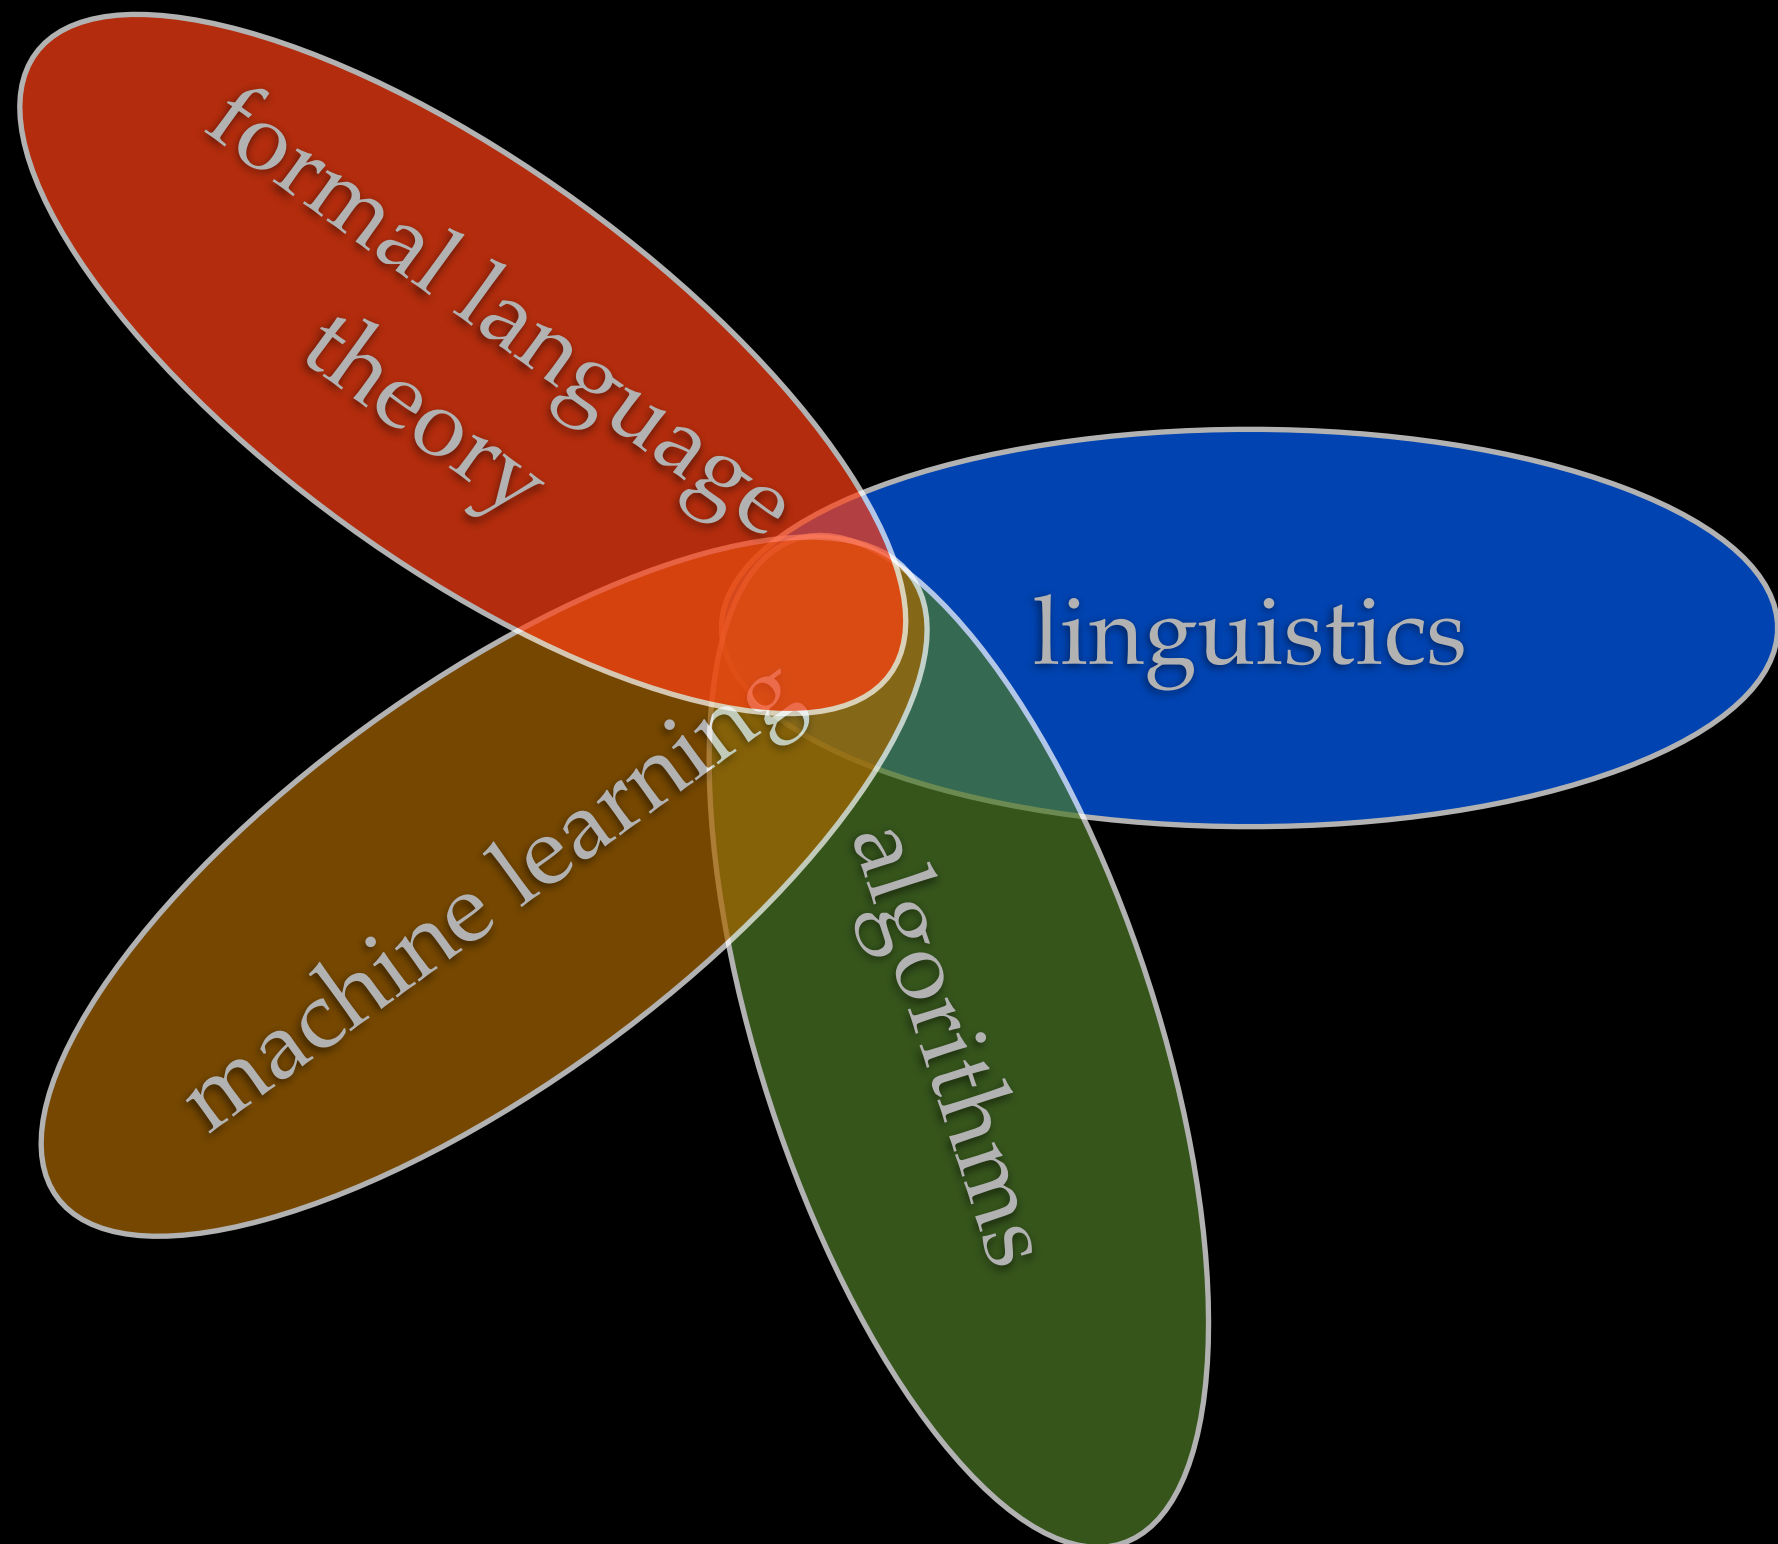 formal language
theory
linguistics
machine learning
algorithms